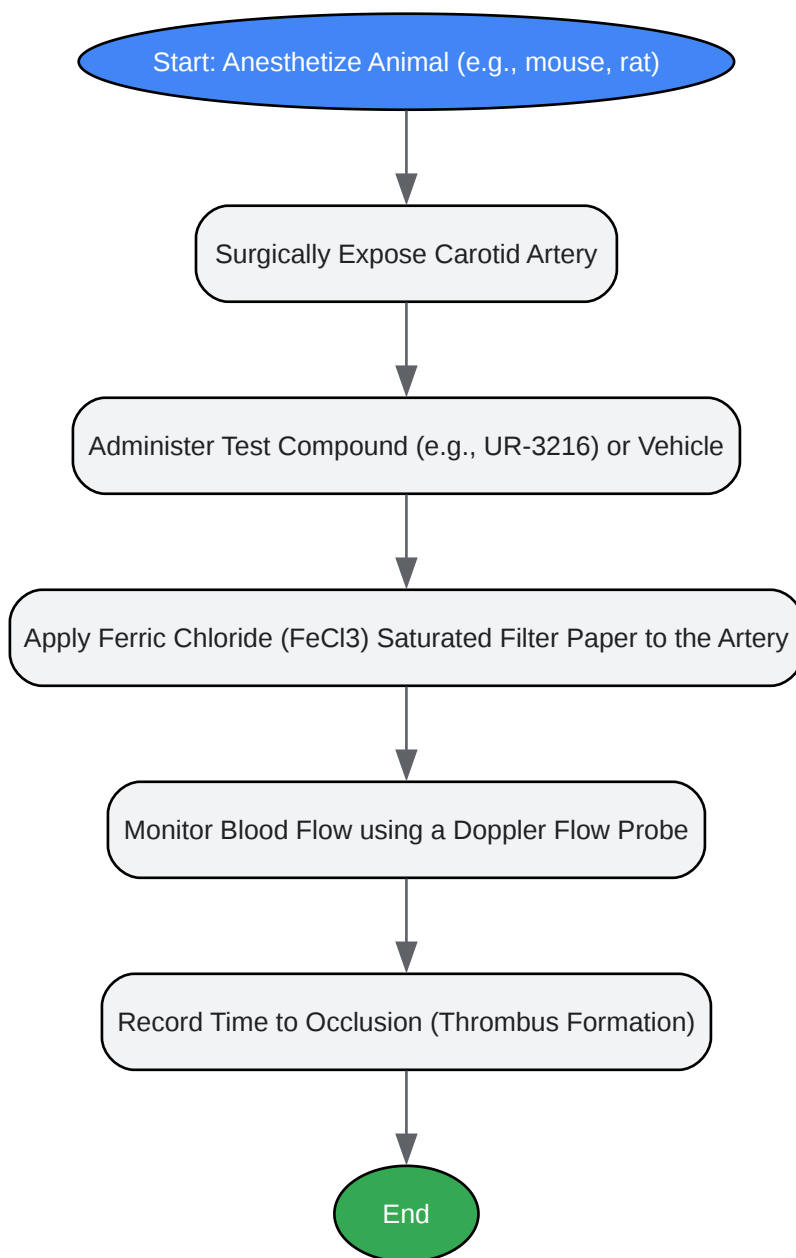 Start: Anesthetize Animal (e.g., mouse, rat)
Surgically Expose Carotid Artery
Administer Test Compound (e.g., UR-3216) or Vehicle
Apply Ferric Chloride (FeCl3) Saturated Filter Paper to the Artery
Monitor Blood Flow using a Doppler Flow Probe
Record Time to Occlusion (Thrombus Formation)
End